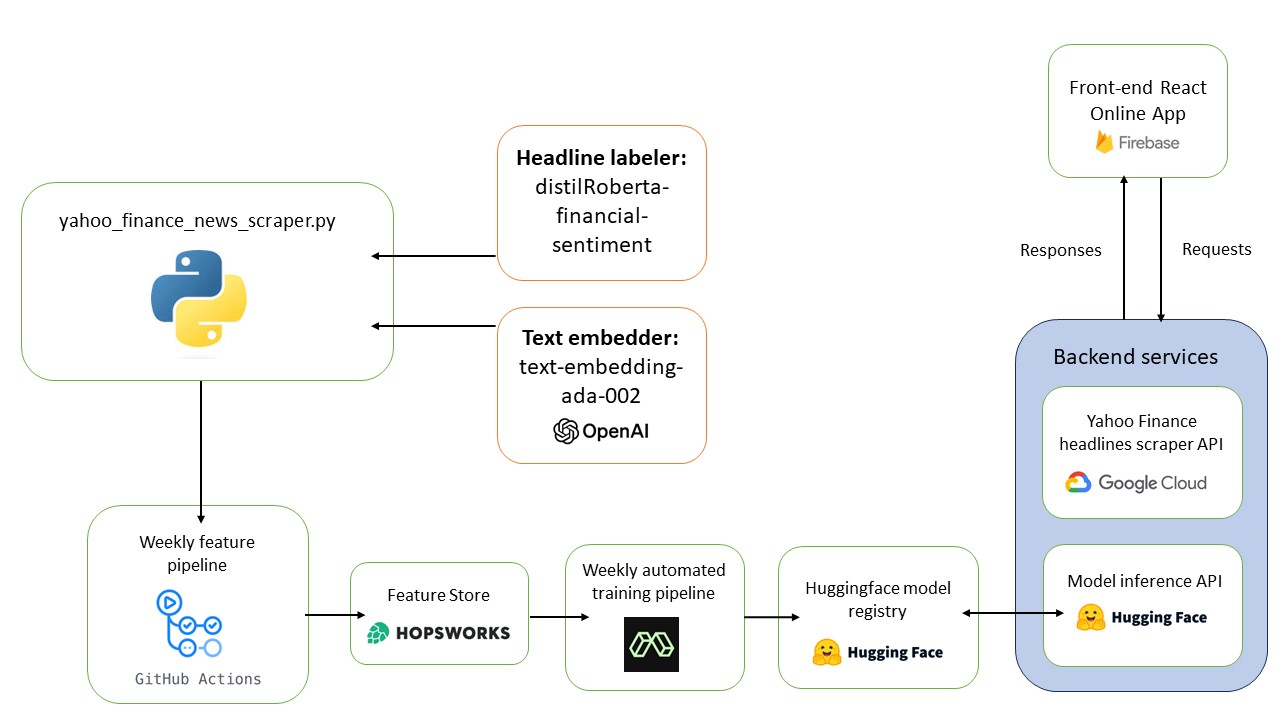 Front-end React
Online App
Firebase
Headline labeler:
distilRoberta-
financial-
sentiment
yahoo_finance_news_scraper.py
Responses
Requests
Text embedder:
text-embedding-
ada-002
OpenAI
Backend services
Yahoo Finance
headlines scraper API
Google Cloud
Weekly feature
pipeline
GitHub Actions
Feature Store
HOPSWORKS
Weekly automated
training pipeline
Huggingface model
registry
Hugging Face
Model inference API
Hugging Face